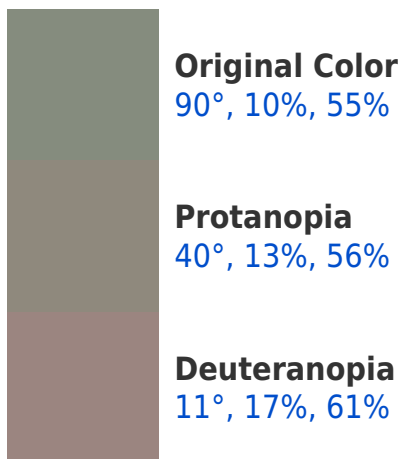 Original Color
90°, 10%, 55%
Protanopia
40°, 13%, 56%
Deuteranopia
11°, 17%, 61%